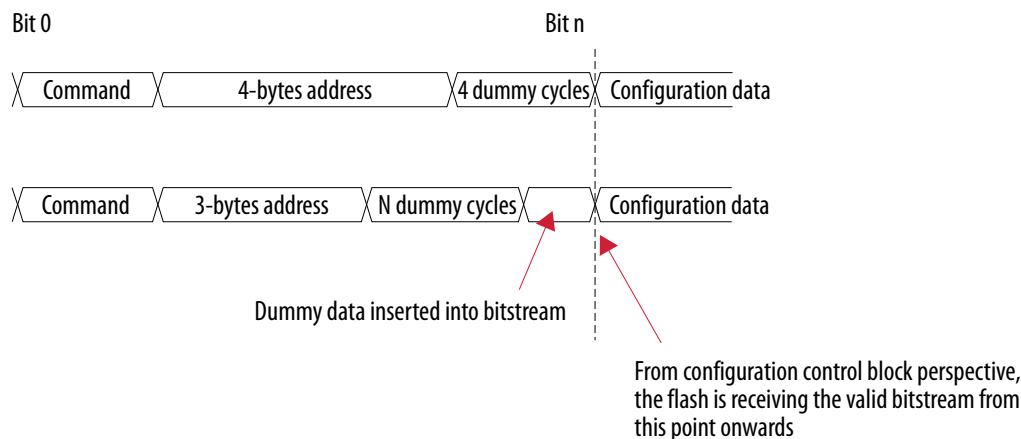 Bit 0 Bit n
Command 4-bytes address 4 dummy cycles Configuration data
Command 3-bytes address N dummy cycles Configuration data
Dummy data inserted into bitstream
From configuration control block perspective,
the flash is receiving the valid bitstream from
this point onwards